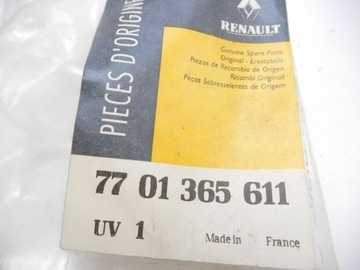 PIECES D'ORIGINE
RENAULT
Genuine Spare Parts
Original - Ersatzteile
Piezas de Recambio de Origen
Ricambi Originali
Peças Sobresselentes de Origem
77 01 365 611
UV 1 Made in France